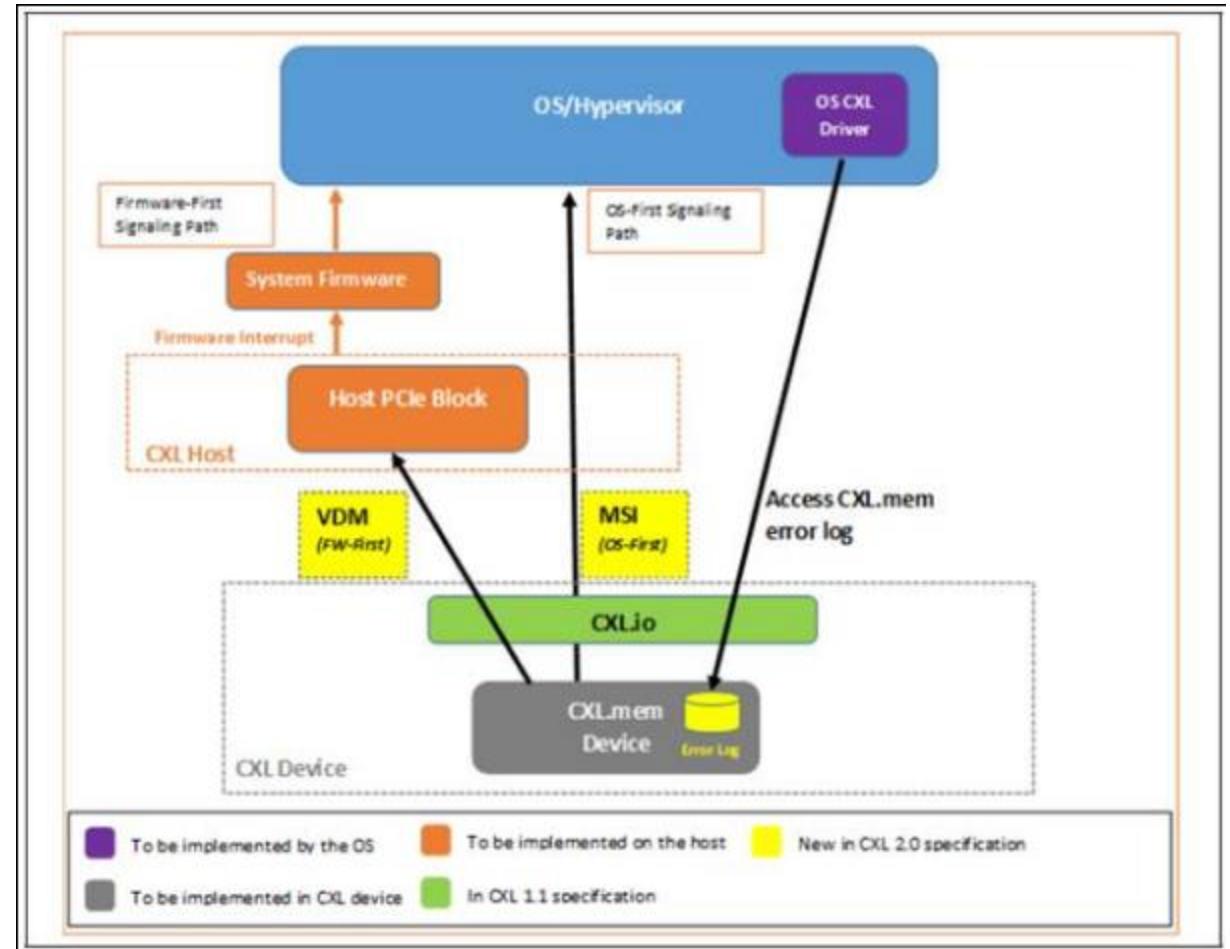 OS/Hypervisor
OS CXL
Driver
Firmware-First
Signaling Path
OS-First Signaling
Path
System Firmware
Firmware Interrupt
Host PCIe Block
CXL Host
VDM
(FW-First)
MSI
(OS-First)
Access CXL.mem
error log
CXL.io
CXL.mem
Device
Error Log
CXL Device
To be implemented by the OS
To be implemented on the host
New in CXL 2.0 specification
To be implemented in CXL device
In CXL 1.1 specification